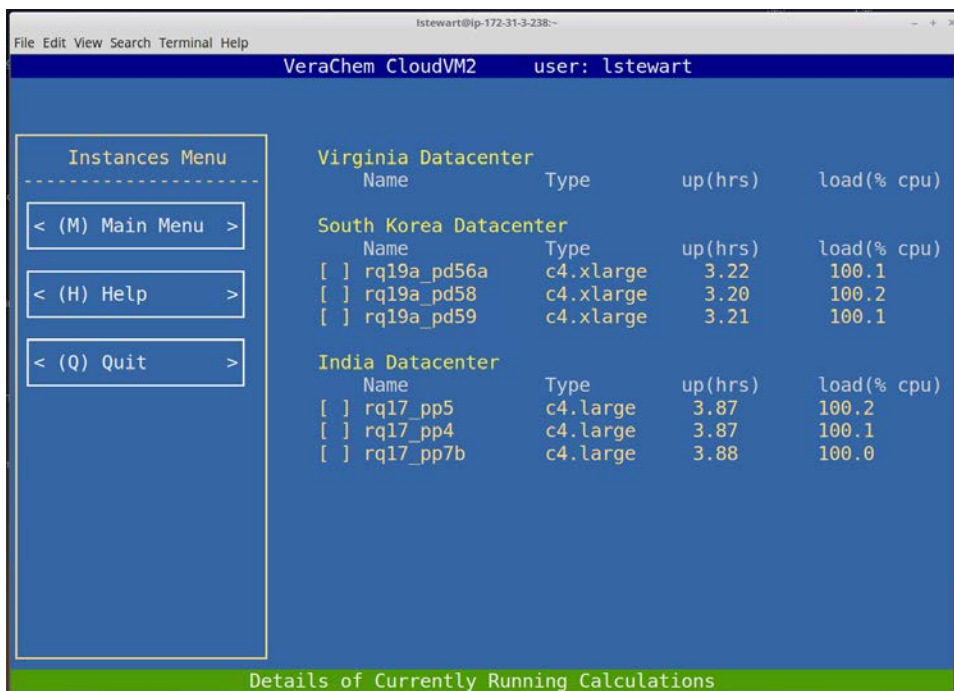 lstewart@ip-172-31-3-238:~
File Edit View Search Terminal Help
VeraChem CloudVM2 user: lstewart
Instances Menu
< (M) Main Menu >
< (H) Help >
< (Q) Quit >
Virginia Datacenter
Name Type up(hrs) load(% cpu)
South Korea Datacenter
Name Type up(hrs) load(% cpu)
[ ] rq19a_pd56a c4.xlarge 3.22 100.1
[ ] rq19a_pd58 c4.xlarge 3.20 100.2
[ ] rq19a_pd59 c4.xlarge 3.21 100.1
India Datacenter
Name Type up(hrs) load(% cpu)
[ ] rq17_pp5 c4.large 3.87 100.2
[ ] rq17_pp4 c4.large 3.87 100.1
[ ] rq17_pp7b c4.large 3.88 100.0
Details of Currently Running Calculations